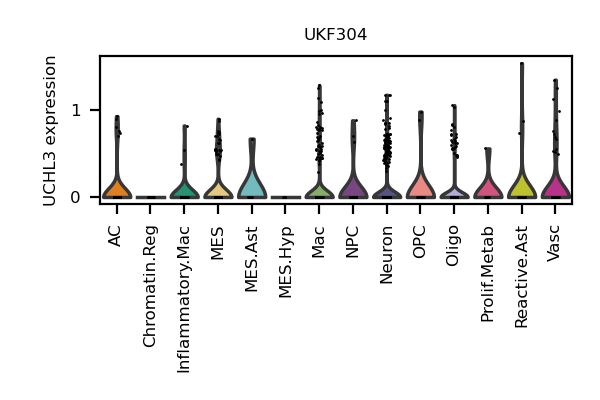 UKF304
UCHL3 expression
1
0
AC
Chromatin.Reg
Inflammatory.Mac
MES
MES.Ast
MES.Hyp
Mac
NPC
Neuron
OPC
Oligo
Prolif.Metab
Reactive.Ast
Vasc